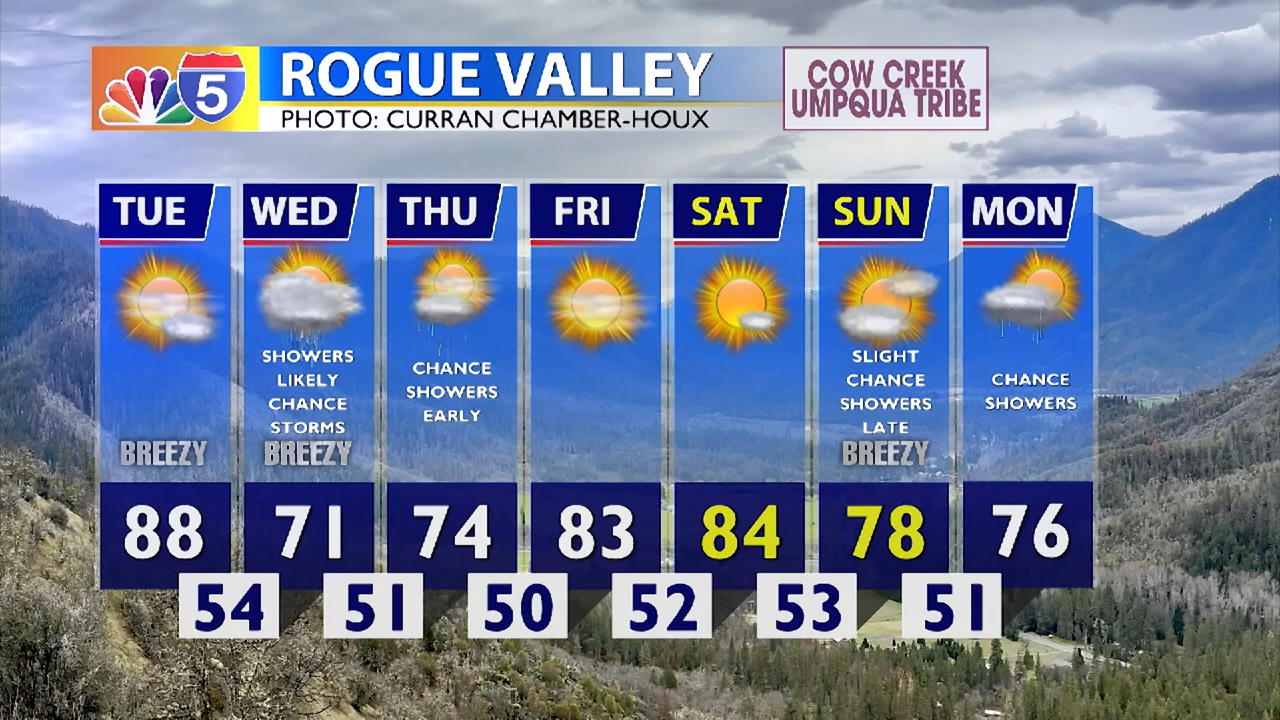 5
ROGUE VALLEY
PHOTO: CURRAN CHAMBER-HOUX
COW CREEK
UMPQUA TRIBE
TUE
BREEZY
88
WED
SHOWERS
LIKELY
CHANCE
STORMS
BREEZY
71
THU
CHANCE
SHOWERS
EARLY
74
FRI
83
SAT
84
SUN
SLIGHT
CHANCE
SHOWERS
LATE
BREEZY
78
MON
CHANCE
SHOWERS
76
54
51
50
52
53
51